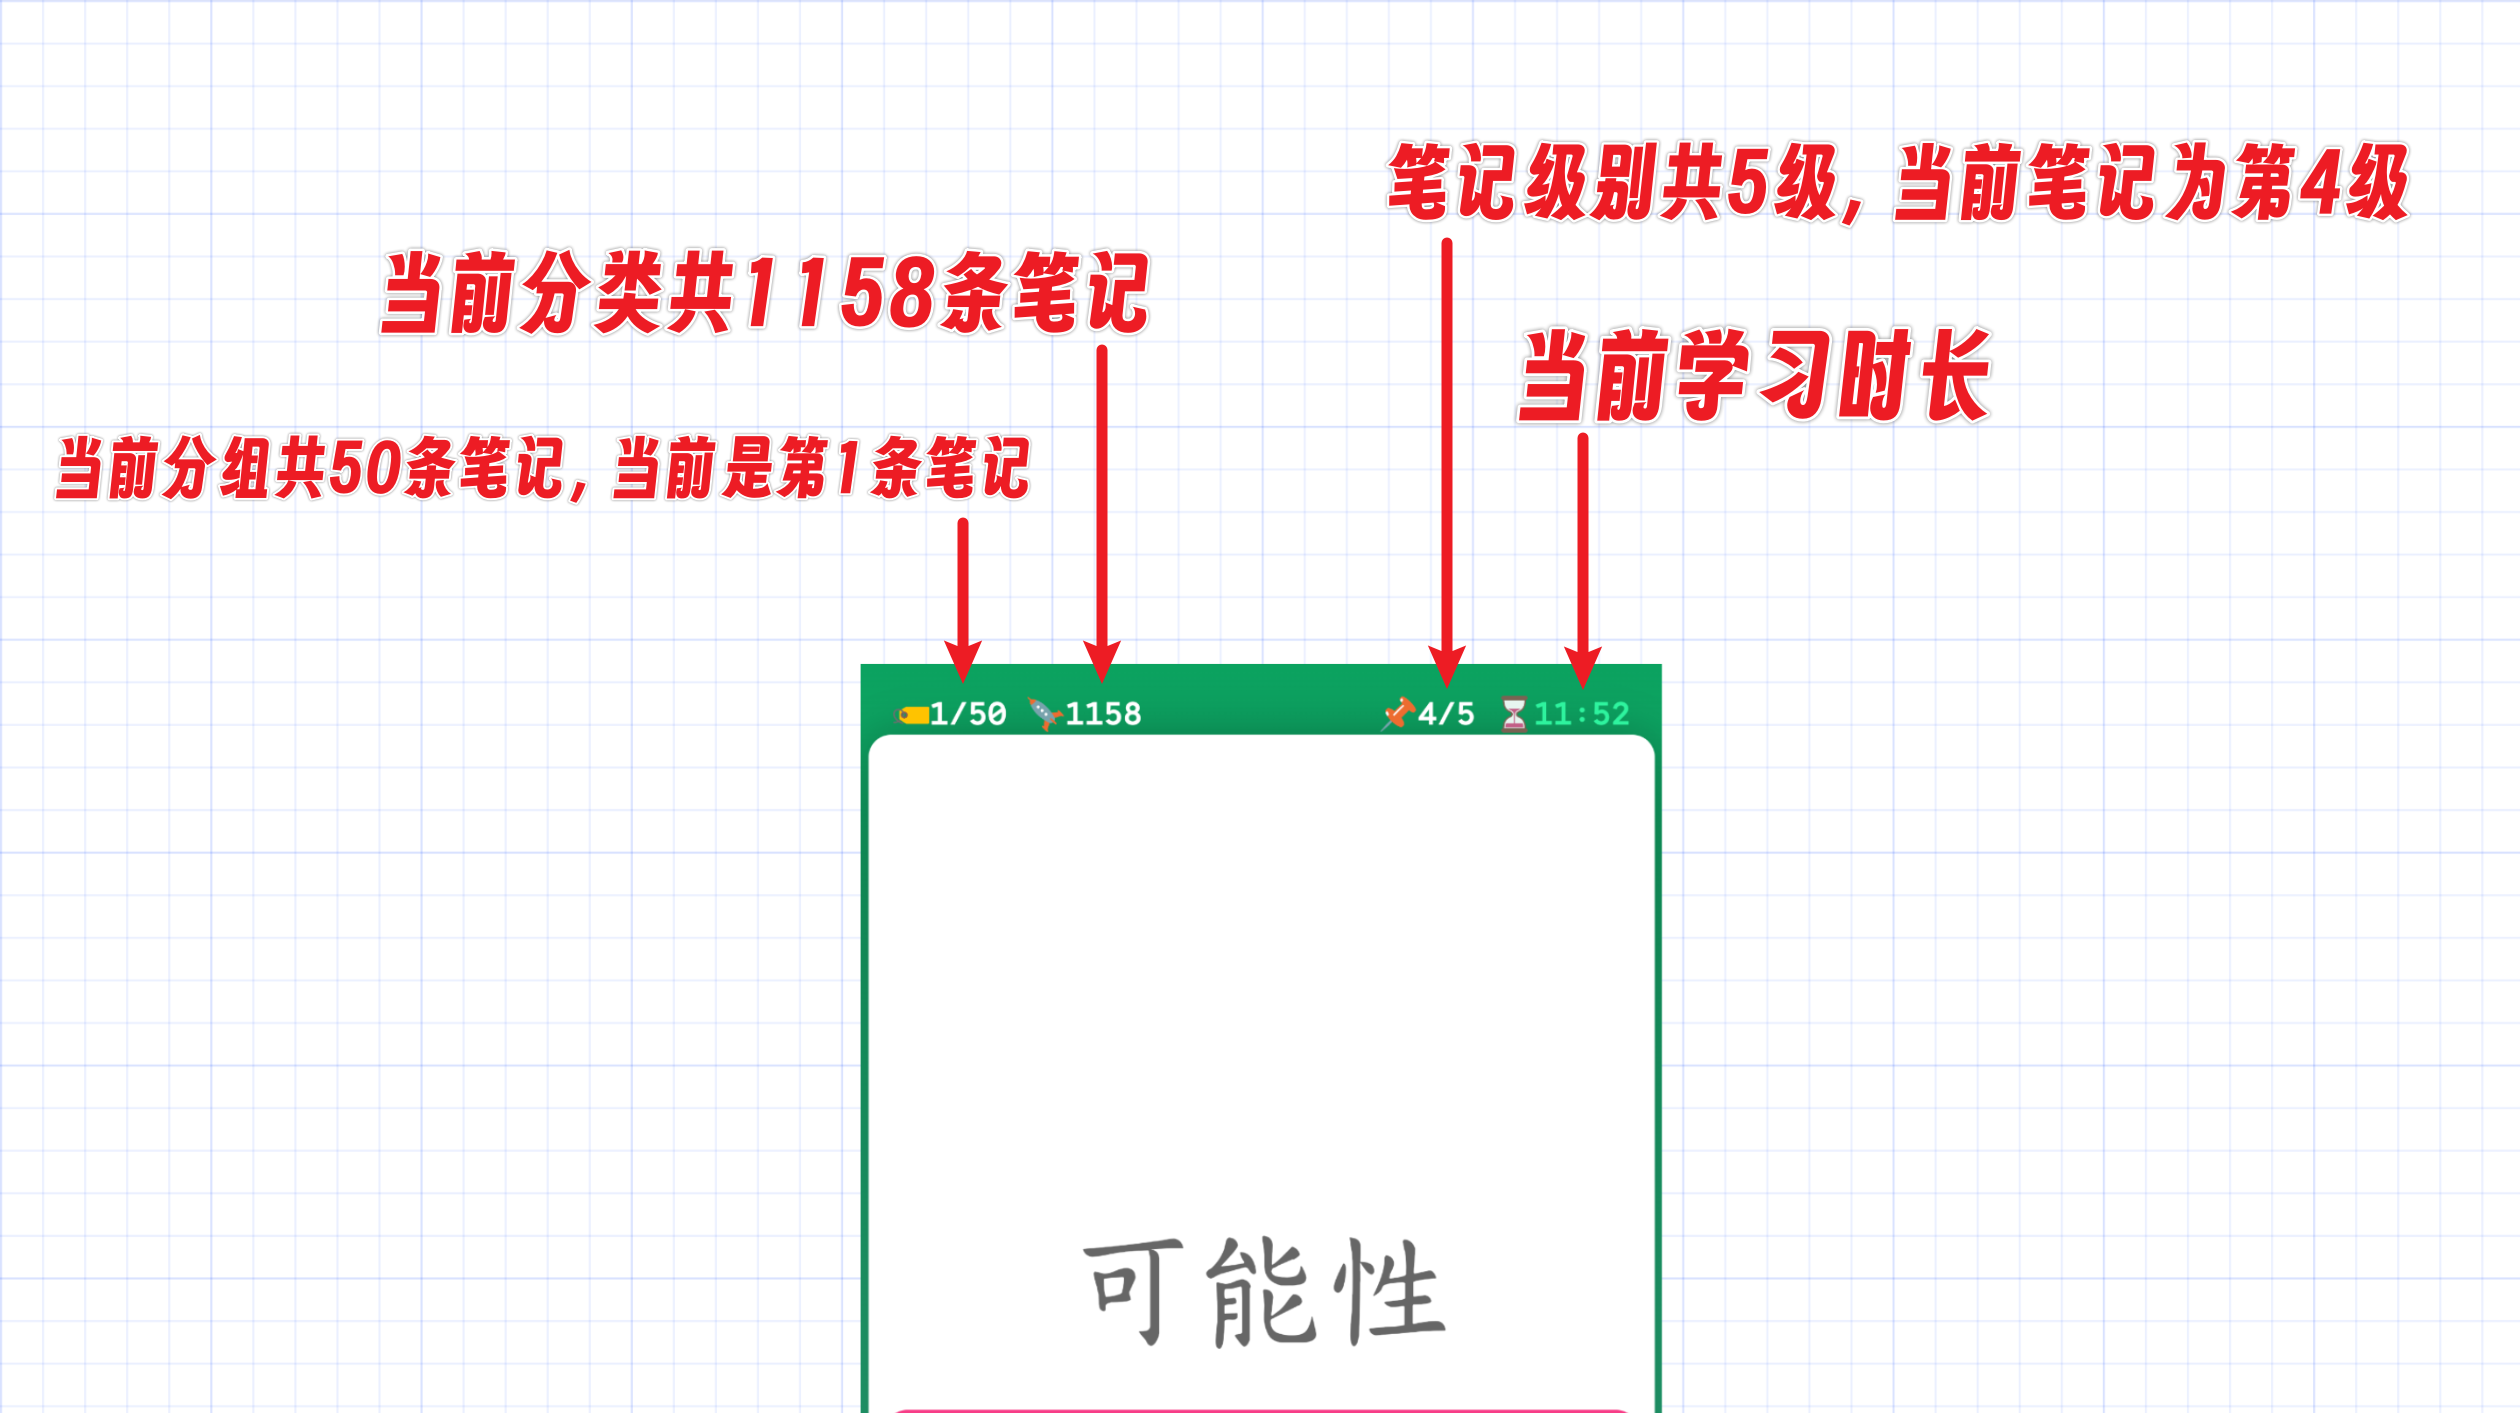 笔记级别共5级，当前笔记为第4级
当前分类共1158条笔记
当前学习时长
当前分组共50条笔记，当前是第1条笔记
1/50 1158 4/5 11:52
可能性